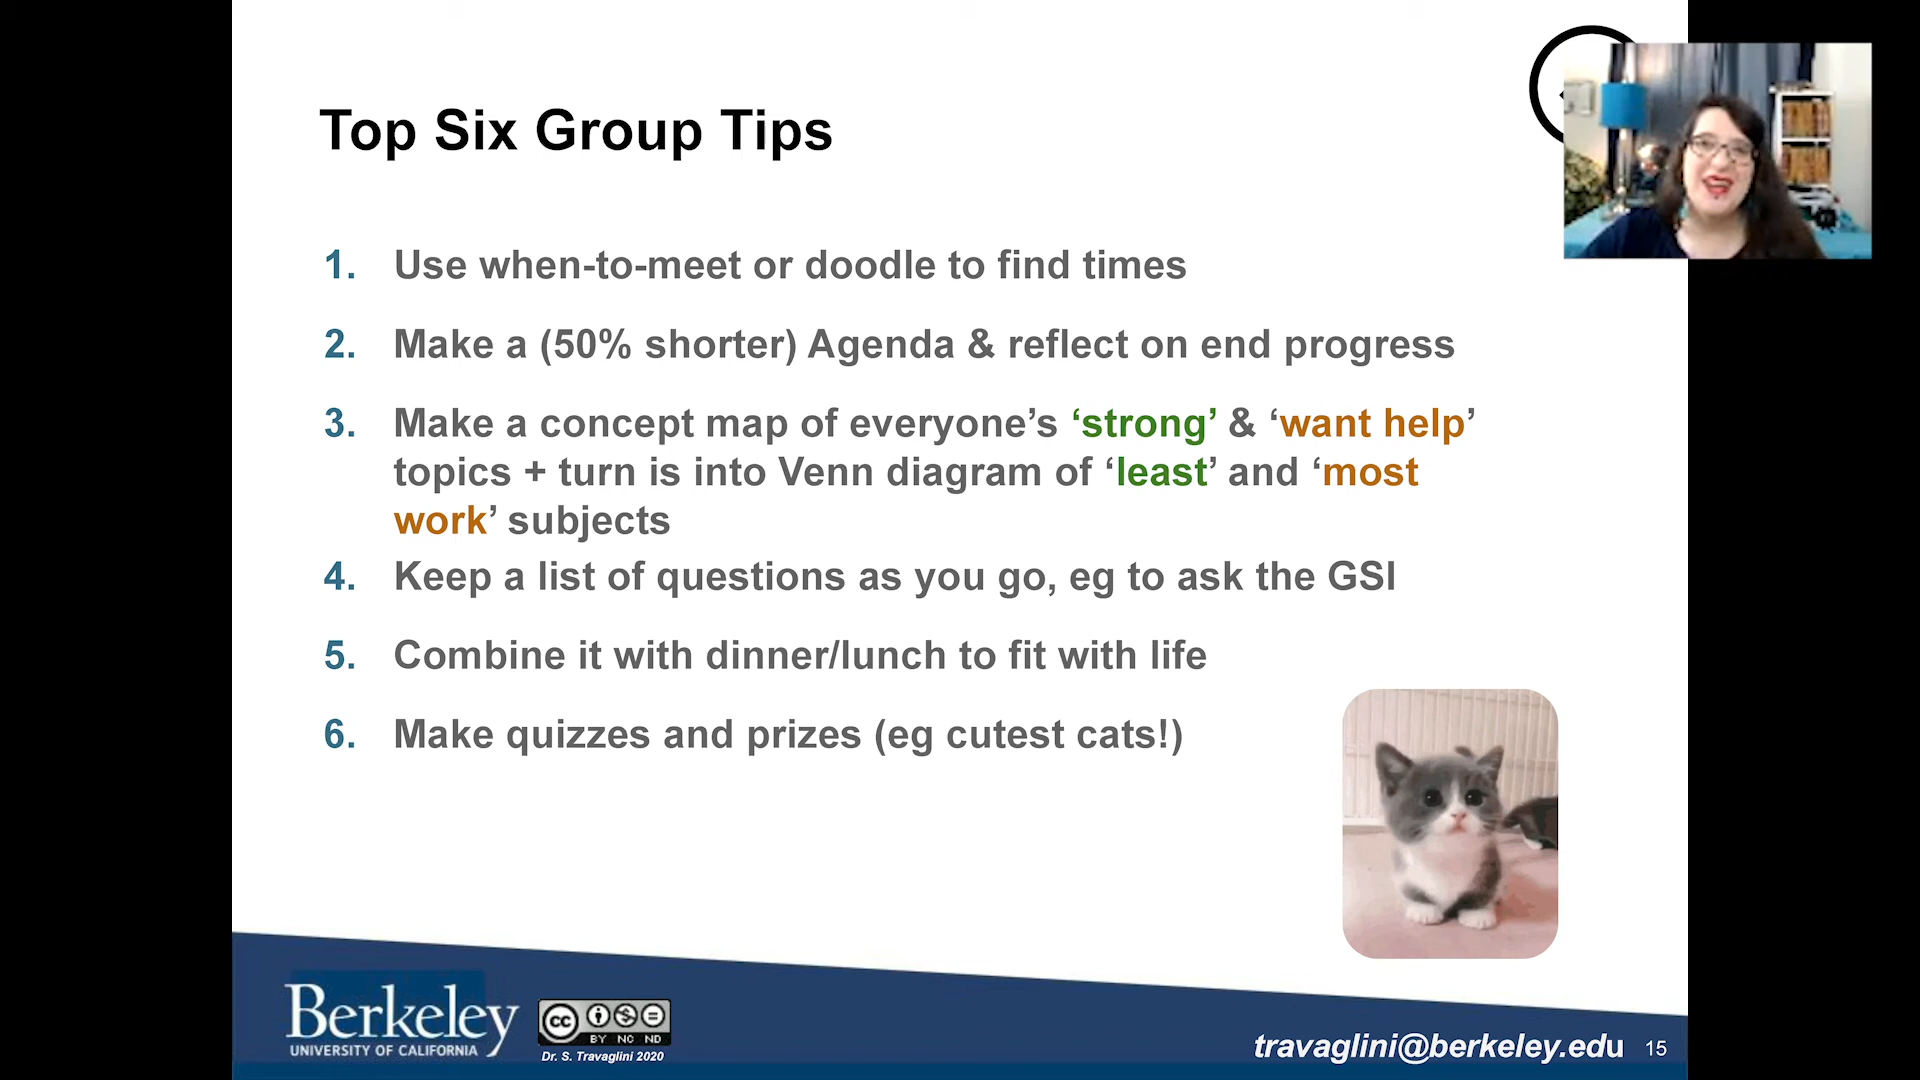 Top Six Group Tips
1. Use when-to-meet or doodle to find times
2. Make a (50% shorter) Agenda & reflect on end progress
3. Make a concept map of everyone’s ‘strong’ & ‘want help’
topics + turn is into Venn diagram of ‘least’ and ‘most
work’ subjects
4. Keep a list of questions as you go, eg to ask the GSI
5. Combine it with dinner/lunch to fit with life
6. Make quizzes and prizes (eg cutest cats!)
Berkeley
UNIVERSITY OF CALIFORNIA
cc
BY NC ND
Dr. S. Travaglini 2020
travaglini@berkeley.edu
15